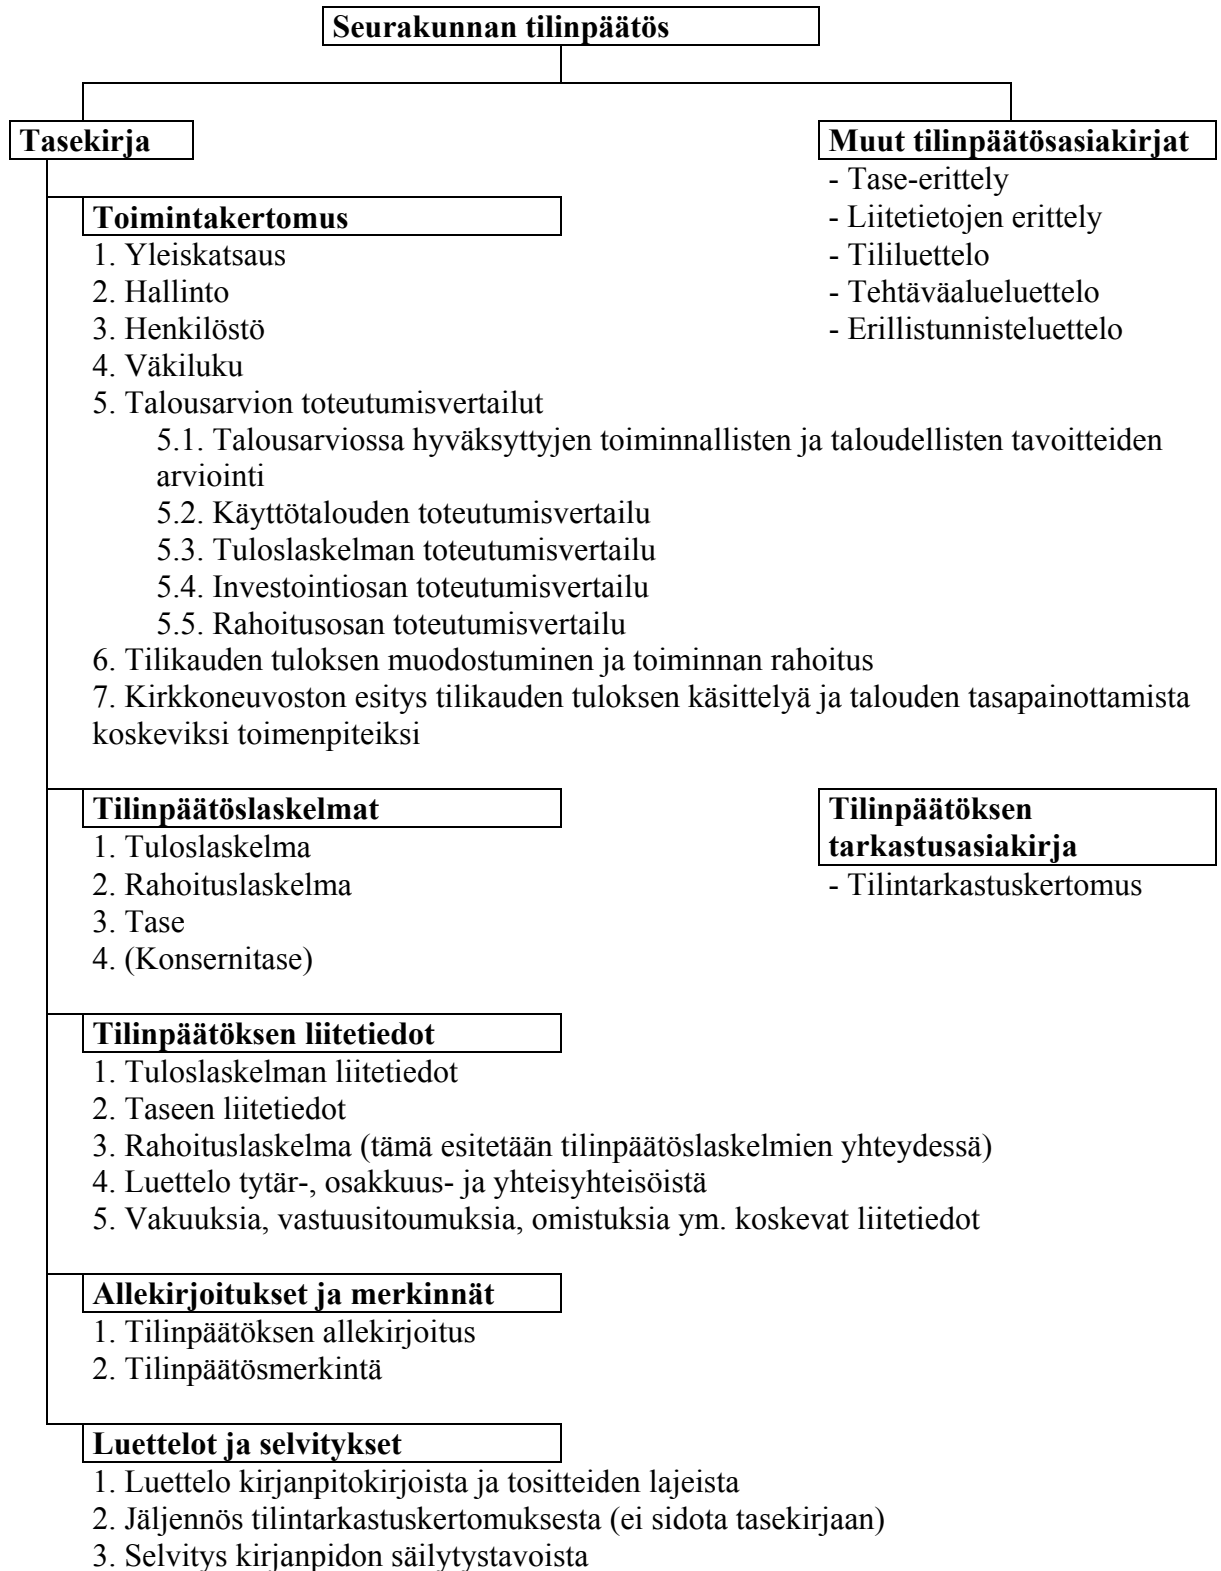 Seurakunnan tilinpäätös
Tasekirja
Muut tilinpäätösasiakirjat
- Tase-erittely
- Liitetietojen erittely
- Tililuettelo
- Tehtäväalueluettelo
- Erillistunnisteluettelo
Toimintakertomus
1. Yleiskatsaus
2. Hallinto
3. Henkilöstö
4. Väkiluku
5. Talousarvion toteutumisvertailut
5.1. Talousarviossa hyväksyttyjen toiminnallisten ja taloudellisten tavoitteiden
arviointi
5.2. Käyttötalouden toteutumisvertailu
5.3. Tuloslaskelman toteutumisvertailu
5.4. Investointiosan toteutumisvertailu
5.5. Rahoitusosan toteutumisvertailu
6. Tilikauden tuloksen muodostuminen ja toiminnan rahoitus
7. Kirkkoneuvoston esitys tilikauden tuloksen käsittelyä ja talouden tasapainottamista
koskeviksi toimenpiteiksi
Tilinpäätöslaskelmat
1. Tuloslaskelma
2. Rahoituslaskelma
3. Tase
4. (Konsernitase)
Tilinpäätöksen
tarkastusasiakirja
- Tilintarkastuskertomus
Tilinpäätöksen liitetiedot
1. Tuloslaskelman liitetiedot
2. Taseen liitetiedot
3. Rahoituslaskelma (tämä esitetään tilinpäätöslaskelmien yhteydessä)
4. Luettelo tytär-, osakkuus- ja yhteisyhteisöistä
5. Vakuuksia, vastuusitoumuksia, omistuksia ym. koskevat liitetiedot
Allekirjoitukset ja merkinnät
1. Tilinpäätöksen allekirjoitus
2. Tilinpäätösmerkintä
Luettelot ja selvitykset
1. Luettelo kirjanpitokirjoista ja tositteiden lajeista
2. Jäljennös tilintarkastuskertomuksesta (ei sidota tasekirjaan)
3. Selvitys kirjanpidon säilytystavoista